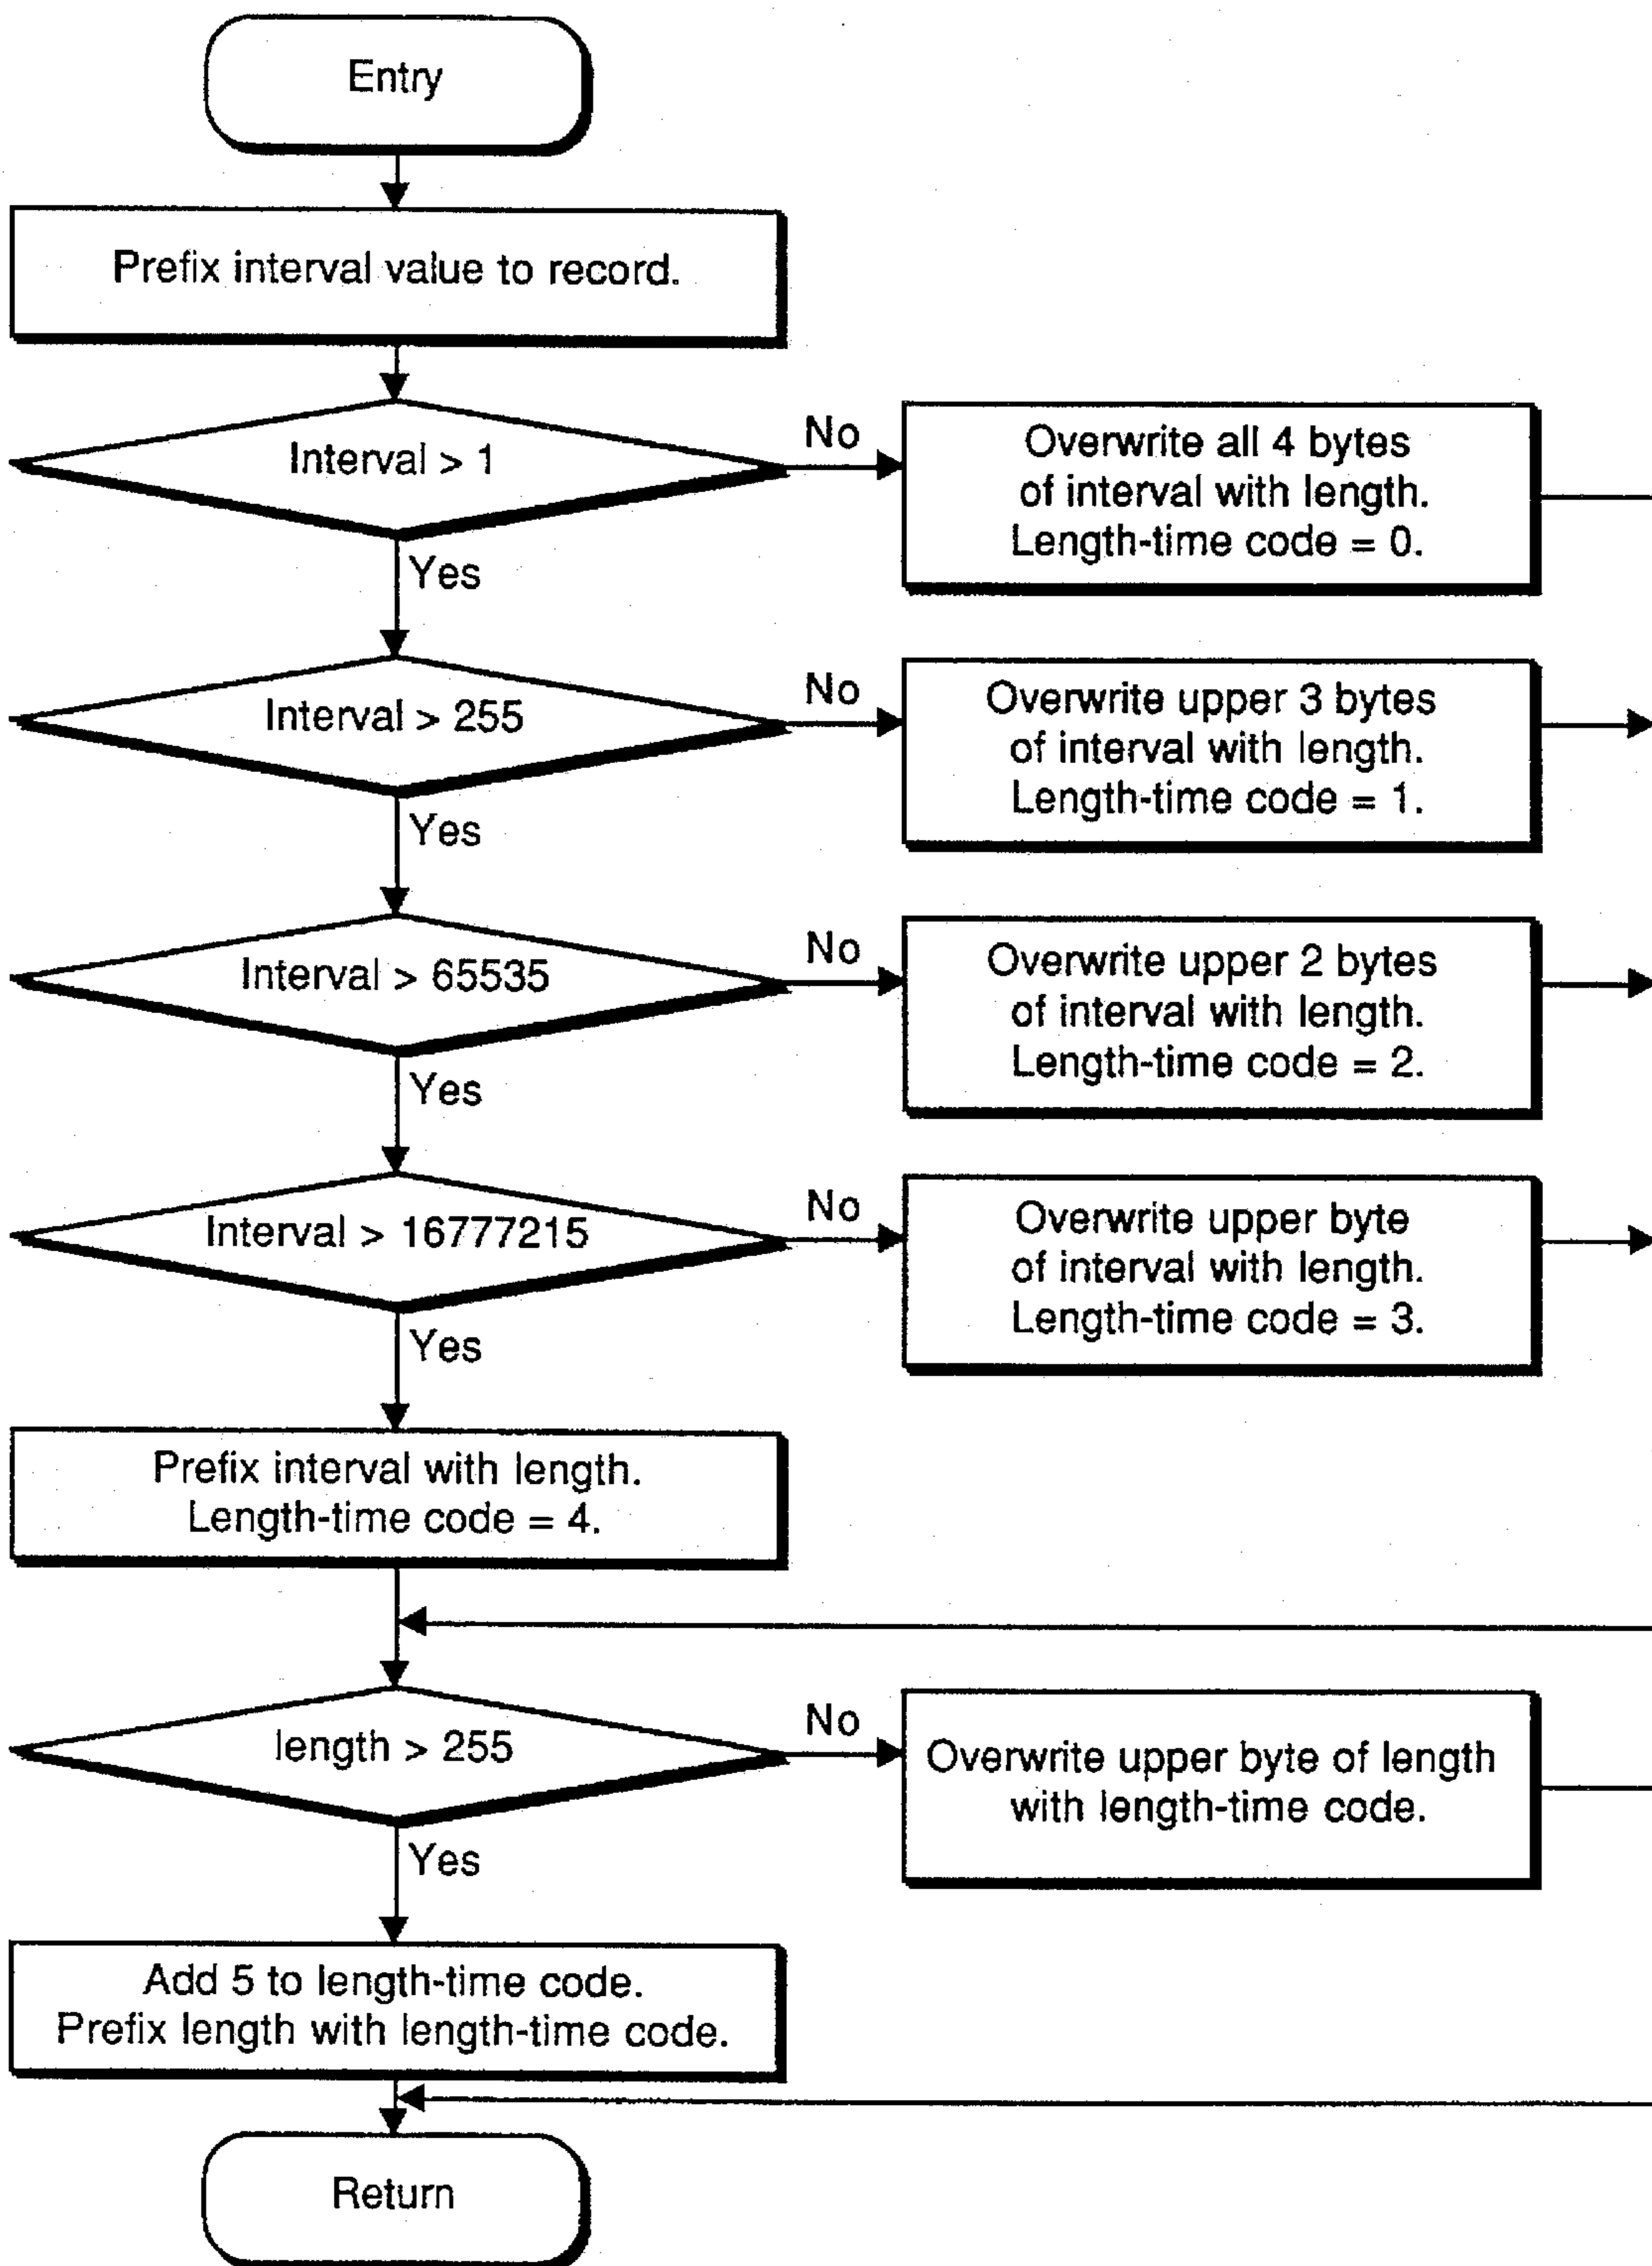 Entry
Prefix interval value to record.
Interval > 1
No
Overwrite all 4 bytes
of interval with length.
Length-time code = 0.
Yes
Interval > 255
No
Overwrite upper 3 bytes
of interval with length.
Length-time code = 1.
Yes
Interval > 65535
No
Overwrite upper 2 bytes
of interval with length.
Length-time code = 2.
Yes
Interval > 16777215
No
Overwrite upper byte
of interval with length.
Length-time code = 3.
Yes
Prefix interval with length.
Length-time code = 4.
length > 255
No
Overwrite upper byte of length
with length-time code.
Yes
Add 5 to length-time code.
Prefix length with length-time code.
Return